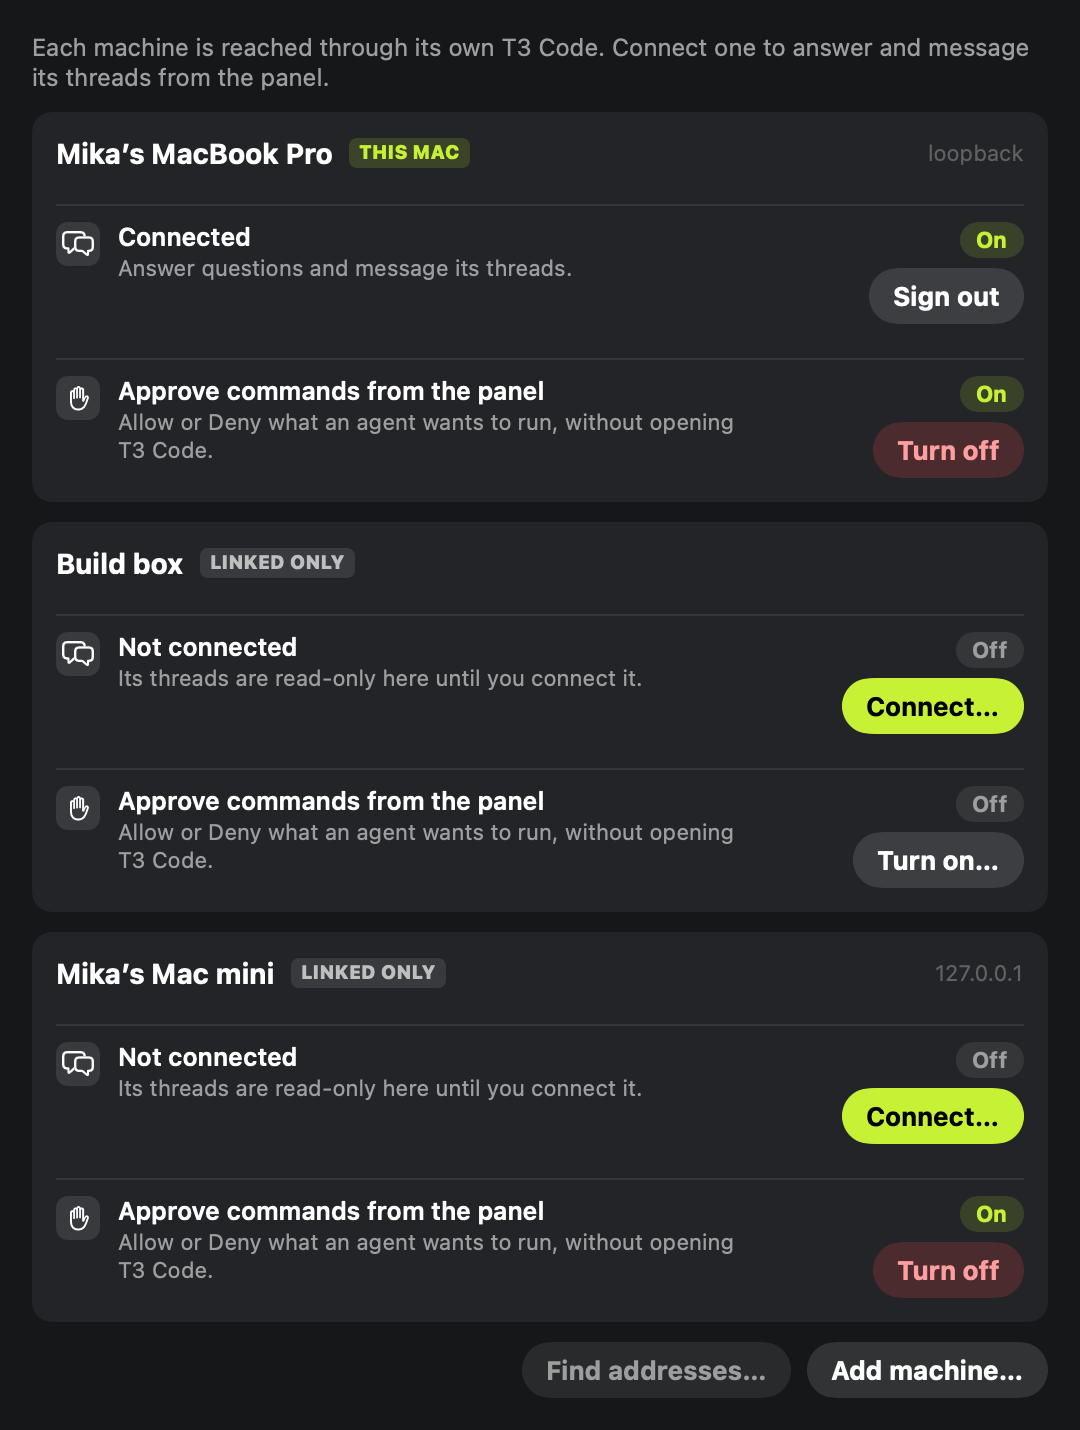 Each machine is reached through its own T3 Code. Connect one to answer and message
its threads from the panel.
Mika’s MacBook Pro THIS MAC loopback
Connected On
Answer questions and message its threads.
Sign out
Approve commands from the panel On
Allow or Deny what an agent wants to run, without opening
T3 Code.
Turn off
Build box LINKED ONLY
Not connected Off
Its threads are read-only here until you connect it.
Connect...
Approve commands from the panel Off
Allow or Deny what an agent wants to run, without opening
T3 Code.
Turn on...
Mika’s Mac mini LINKED ONLY 127.0.0.1
Not connected Off
Its threads are read-only here until you connect it.
Connect...
Approve commands from the panel On
Allow or Deny what an agent wants to run, without opening
T3 Code.
Turn off
Find addresses... Add machine...